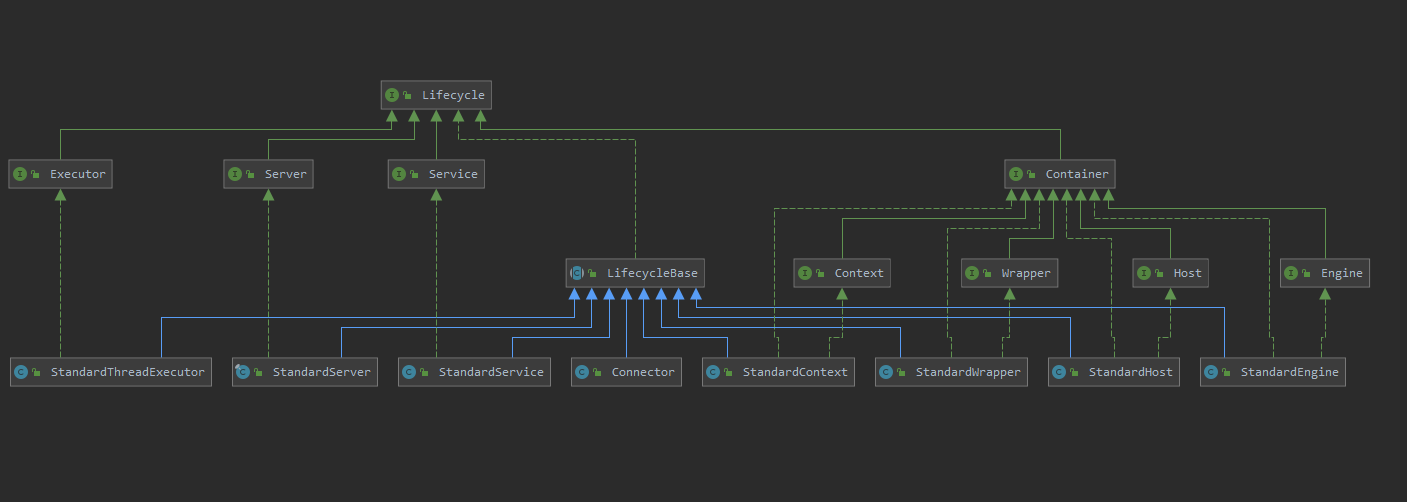 Lifecycle
Executor
Server
Service
Container
LifecycleBase
Context
Wrapper
Host
Engine
StandardThreadExecutor
StandardServer
StandardService
Connector
StandardContext
StandardWrapper
StandardHost
StandardEngine